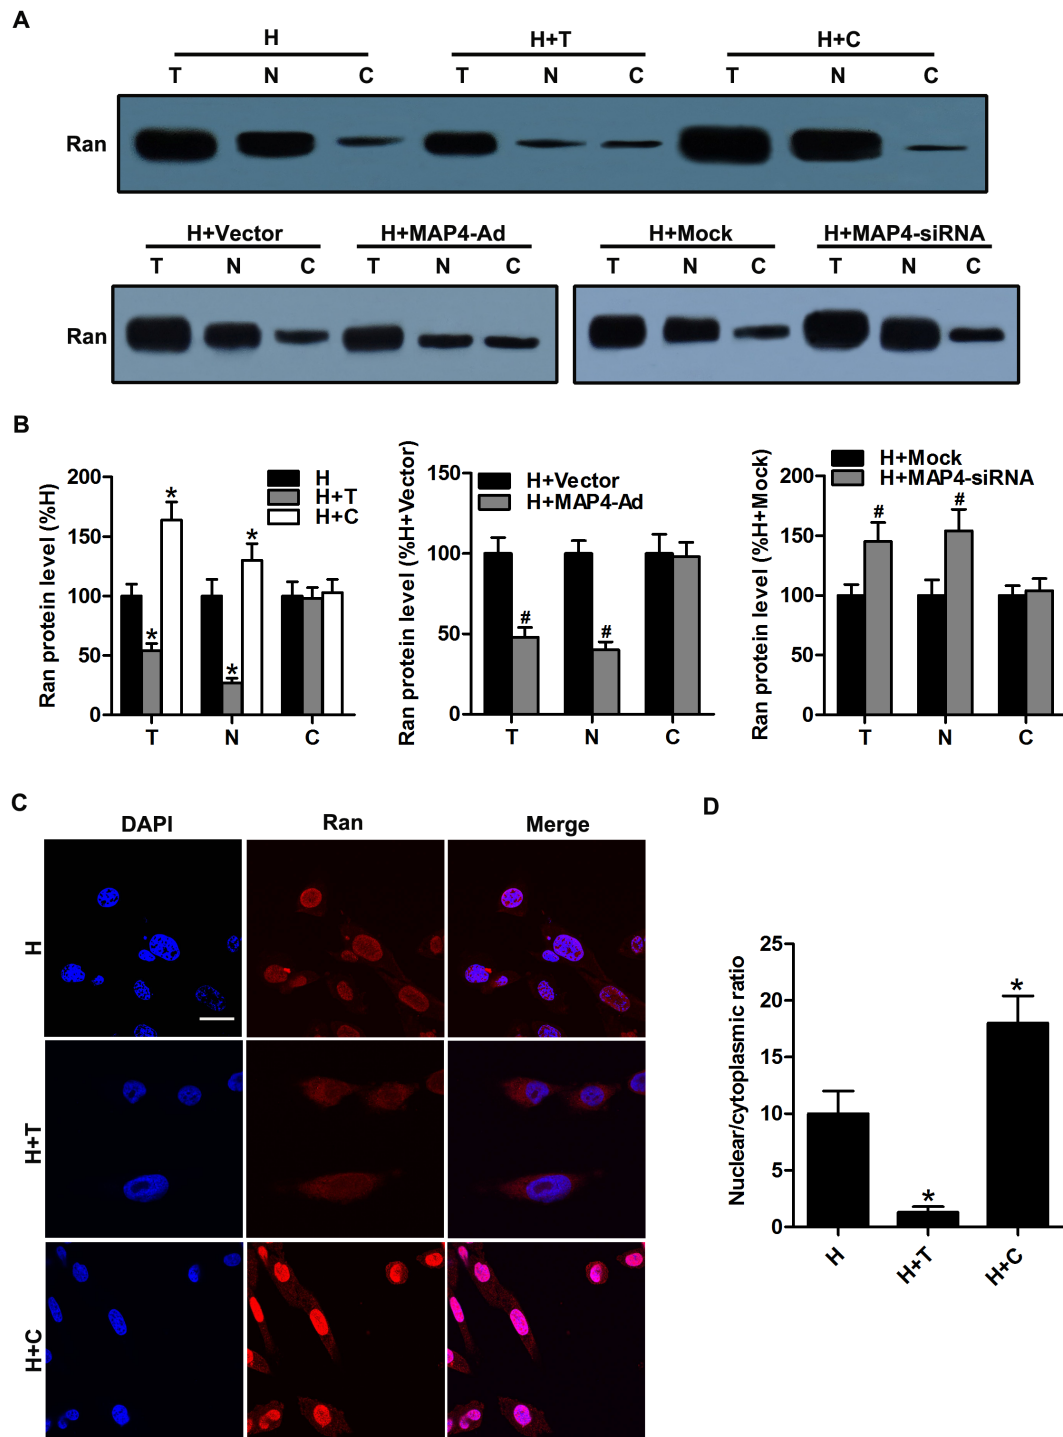 A
H H+T H+C
T N C T N C T N C
Ran
H+Vector H+MAP4-Ad H+Mock H+MAP4-siRNA
T N C T N C T N C T N C
Ran
B
Ran protein level (%H)
200
150
100
50
0
H
H+T
H+C
* * * *
T N C
Ran protein level (%H+Vector)
150
100
50
0
H+Vector
H+MAP4-Ad
# #
T N C
Ran protein level (%H+Mock)
200
150
100
50
0
H+Mock
H+MAP4-siRNA
# #
T N C
C
DAPI Ran Merge
H
H+T
H+C
D
Nuclear/cytoplasmic ratio
25
20
15
10
5
0
* *
H H+T H+C